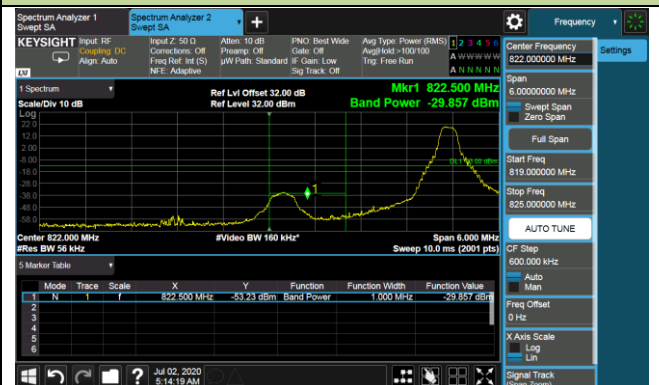 Spectrum Analyzer 1
Swept SA
Spectrum Analyzer 2
Swept SA
Frequency
KEYSIGHT
Input: RF
Coupling: DC
Align: Auto
Input Z: 50 Ω
Corrections: Off
Freq Ref: Int (S)
NFE: Adaptive
Atten: 10 dB
Preamp: Off
µW Path: Standard
PNO: Best Wide
Gate: Off
IF Gain: Low
Sig Track: Off
Avg Type: Power (RMS)
Avg|Hold:>100/100
Trig: Free Run
1 2 3 4 5 6
A W W W W W
A N N N N N
LXI
1 Spectrum
Scale/Div 10 dB
Ref Lvl Offset 32.00 dB
Ref Level 32.00 dBm
Mkr1 822.500 MHz
Band Power -29.857 dBm
Log
22.0
12.0
2.00
-8.00
-18.0
-28.0
-38.0
-48.0
-58.0
1
Center 822.000 MHz
#Video BW 160 kHz*
Span 6.000 MHz
#Res BW 56 kHz
Sweep 10.0 ms (2001 pts)
5 Marker Table
Mode Trace Scale X Y Function Function Width Function Value
1 N 1 f 822.500 MHz -53.23 dBm Band Power 1.000 MHz -29.857 dBm
2
3
4
5
6
Jul 02, 2020
5:14:19 AM
Center Frequency
822.000000 MHz
Settings
Span
6.00000000 MHz
Swept Span
Zero Span
Full Span
Start Freq
819.000000 MHz
Stop Freq
825.000000 MHz
AUTO TUNE
CF Step
600.000 kHz
Auto
Man
Freq Offset
0 Hz
X Axis Scale
Log
Lin
Signal Track
(Span Zoom)